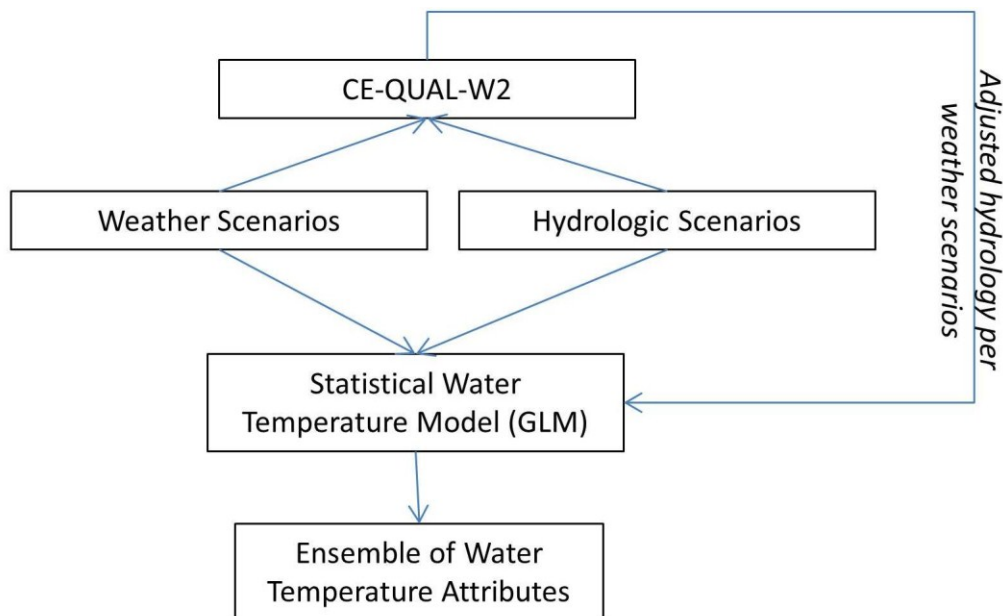 CE-QUAL-W2
Weather Scenarios
Hydrologic Scenarios
Adjusted hydrology per
weather scenarios
Statistical Water
Temperature Model (GLM)
Ensemble of Water
Temperature Attributes